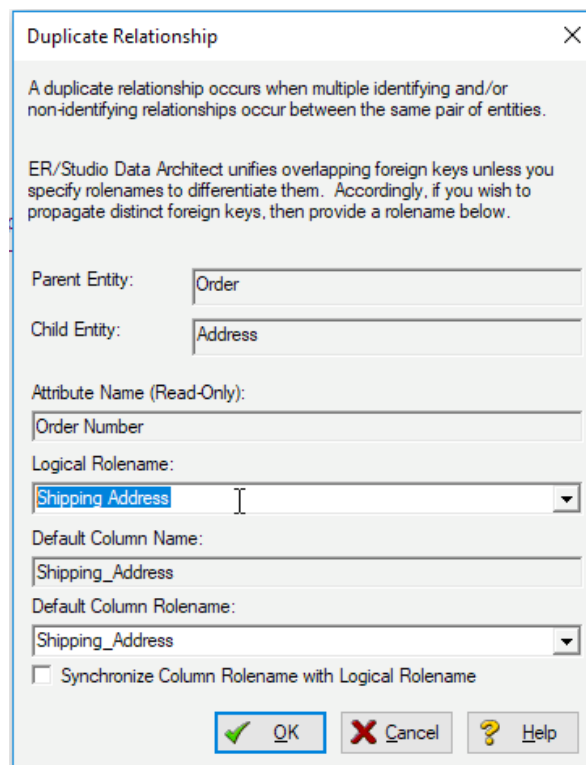 Duplicate Relationship
A duplicate relationship occurs when multiple identifying and/or
non-identifying relationships occur between the same pair of entities.
ER/Studio Data Architect unifies overlapping foreign keys unless you
specify rolenames to differentiate them.  Accordingly, if you wish to
propagate distinct foreign keys, then provide a rolename below.
Parent Entity: Order
Child Entity: Address
Attribute Name (Read-Only):
Order Number
Logical Rolename:
Shipping Address
Default Column Name:
Shipping_Address
Default Column Rolename:
Shipping_Address
Synchronize Column Rolename with Logical Rolename
OK Cancel Help